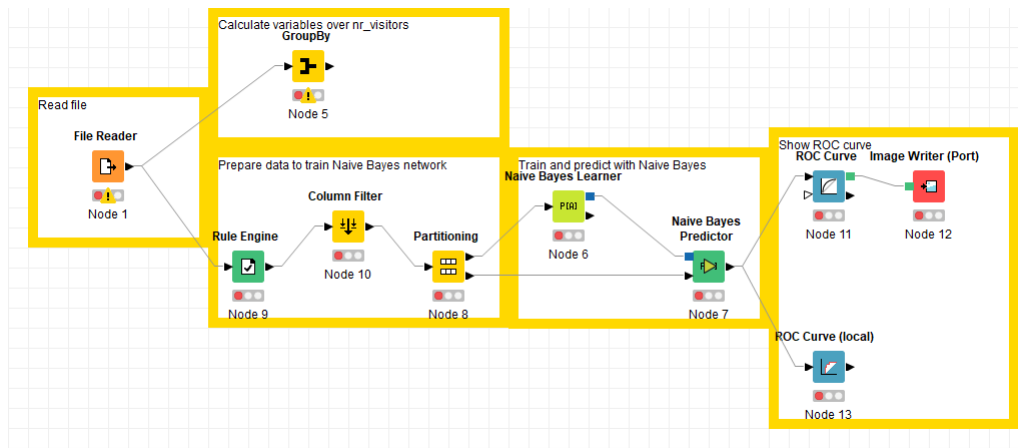 Calculate variables over nr_visitors
GroupBy
Node 5
Read file
File Reader
Node 1
Prepare data to train Naive Bayes network
Rule Engine
Node 9
Column Filter
Node 10
Partitioning
Node 8
Train and predict with Naive Bayes
Naive Bayes Learner
P[A]
Node 6
Naive Bayes
Predictor
Node 7
Show ROC curve
ROC Curve
Node 11
Image Writer (Port)
Node 12
ROC Curve (local)
Node 13